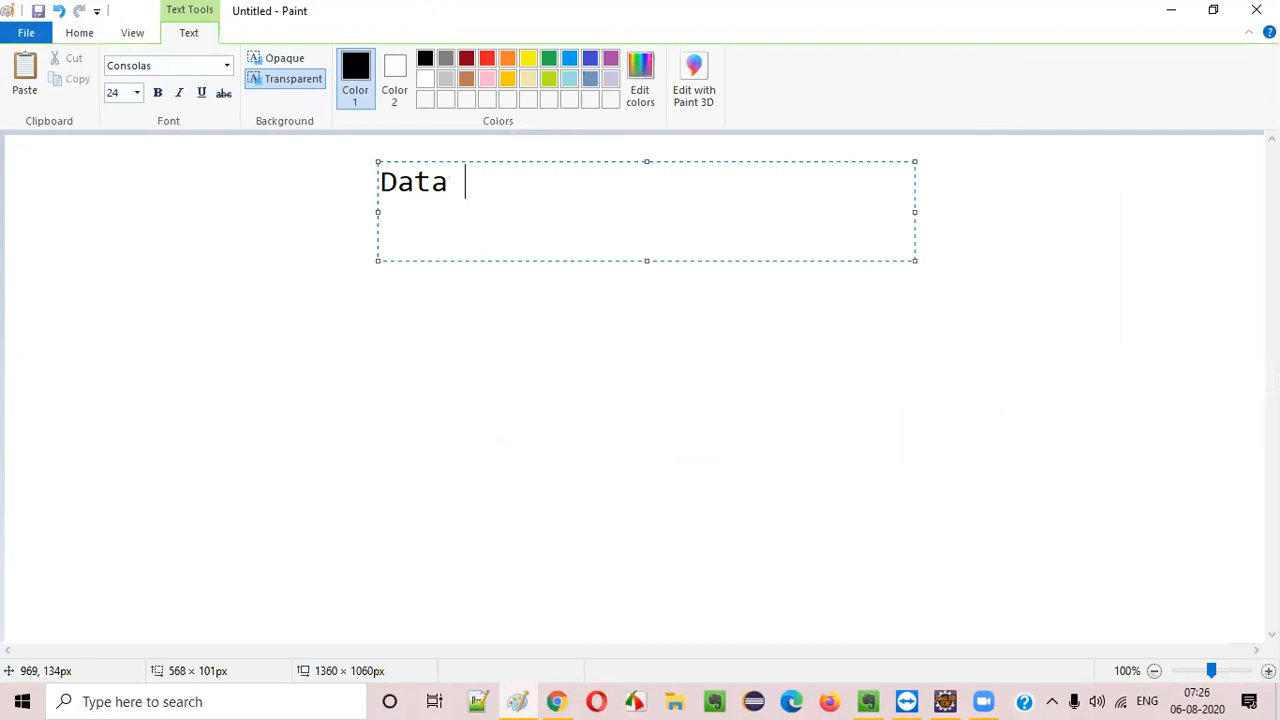 Text Tools
Untitled - Paint
File
Home
View
Text
Paste
Cut
Copy
Clipboard
Consolas
24
B
I
U
abc
Font
Opaque
Transparent
Background
Color 1
Color 2
Edit colors
Colors
Edit with Paint 3D
Data
969, 134px
568 × 101px
1360 × 1060px
100%
Type here to search
ENG
07:26
06-08-2020